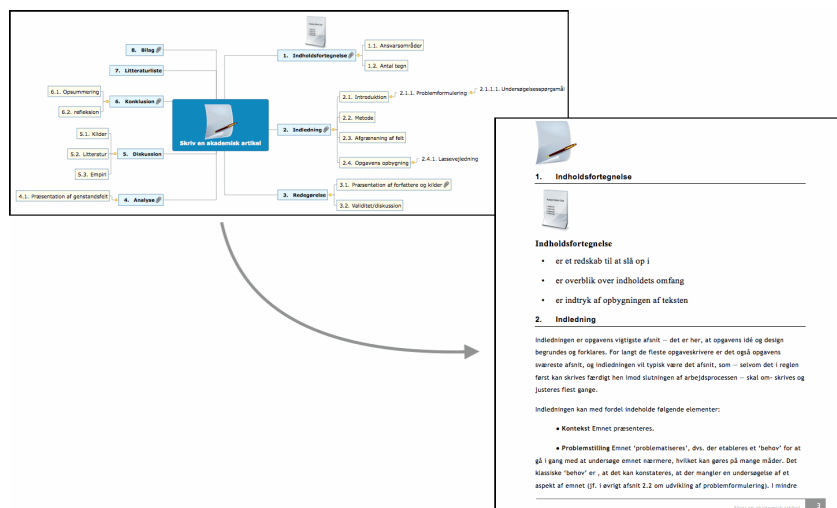 8. Bilag
7. Litteraturliste
6. Konklusion
6.1. Opsummering
6.2. refleksion
5. Diskussion
5.1. Kilder
5.2. Litteratur
5.3. Empiri
4. Analyse
4.1. Præsentation af genstandsfelt
Skriv en akademisk artikel
1. Indholdsfortegnelse
1.1. Ansvarsområder
1.2. Antal tegn
2. Indledning
2.1. Introduktion
2.1.1. Problemformulering
2.1.1.1. Undersøgelsesspørgsmål
2.2. Metode
2.3. Afgrænsning af felt
2.4. Opgavens opbygning
2.4.1. Læsevejledning
3. Redegørelse
3.1. Præsentation af forfattere og kilder
3.2. Validitet/diskussion
1. Indholdsfortegnelse
Indholdsfortegnelse
• er et redskab til at slå op i
• er overblik over indholdets omfang
• er indtryk af opbygningen af teksten
2. Indledning
Indledningen er opgavens vigtigste afsnit — det er her, at opgavens idé og design
begrundes og forklares. For langt de fleste opgaveskrivere er det også opgavens
sværeste afsnit, og indledningen vil typisk være det afsnit, som — selvom det i reglen
først kan skrives færdigt hen imod slutningen af arbejdsprocessen — skal om- skrives og
justeres flest gange.
Indledningen kan med fordel indeholde følgende elementer:
• Kontekst Emnet præsenteres.
• Problemstilling Emnet 'problematiseres', dvs. der etableres et 'behov' for at
gå i gang med at undersøge emnet nærmere, hvilket kan gøres på mange måder. Det
klassiske 'behov' er , at det kan konstateres, at der mangler en undersøgelse af et
aspekt af emnet (jf. i øvrigt afsnit 2.2 om udvikling af problemformulering). I mindre
Skriv en akademisk artikel 3